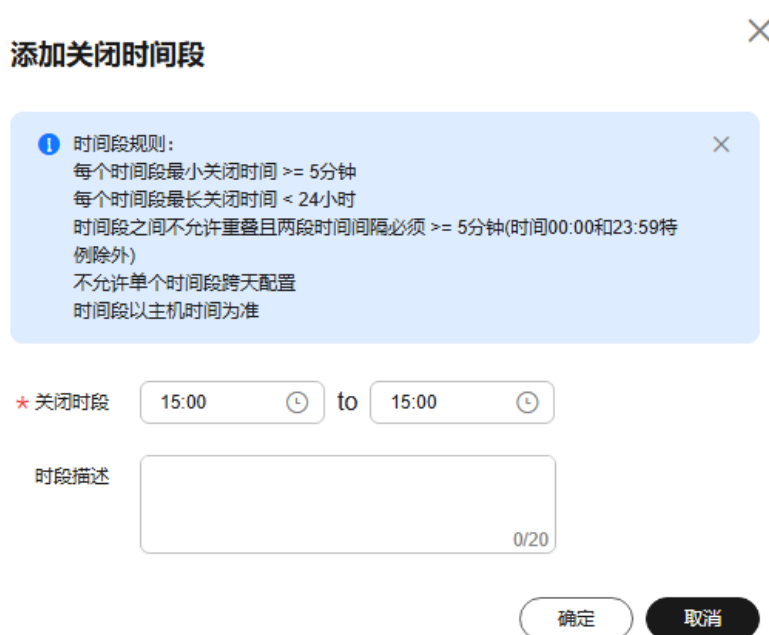 添加关闭时间段
时间段规则：
每个时间段最小关闭时间 >= 5分钟
每个时间段最长关闭时间 < 24小时
时间段之间不允许重叠且两段时间间隔必须 >= 5分钟(时间00:00和23:59特
例除外)
不允许单个时间段跨天配置
时间段以主机时间为准
* 关闭时段 15:00 to 15:00
时段描述
0/20
确定 取消